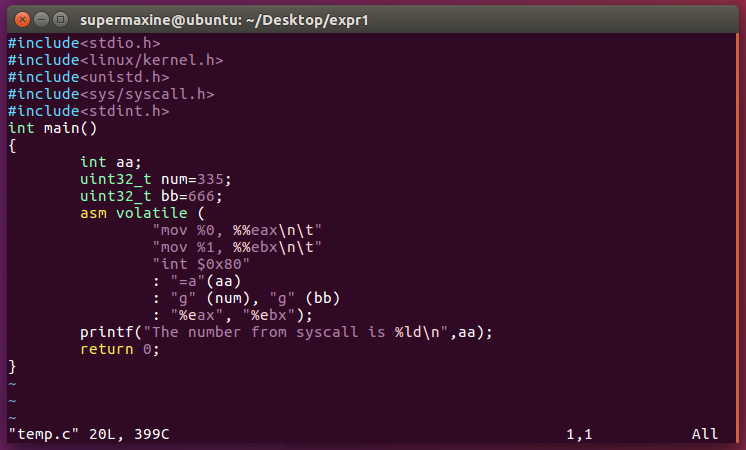 supermaxine@ubuntu: ~/Desktop/expr1
#include<stdio.h>
#include<linux/kernel.h>
#include<unistd.h>
#include<sys/syscall.h>
#include<stdint.h>
int main()
{
        int aa;
        uint32_t num=335;
        uint32_t bb=666;
        asm volatile (
                "mov %0, %%eax\n\t"
                "mov %1, %%ebx\n\t"
                "int $0x80"
                : "=a"(aa)
                : "g" (num), "g" (bb)
                : "%eax", "%ebx");
        printf("The number from syscall is %ld\n",aa);
        return 0;
}
~
~
~
"temp.c" 20L, 399C 1,1 All